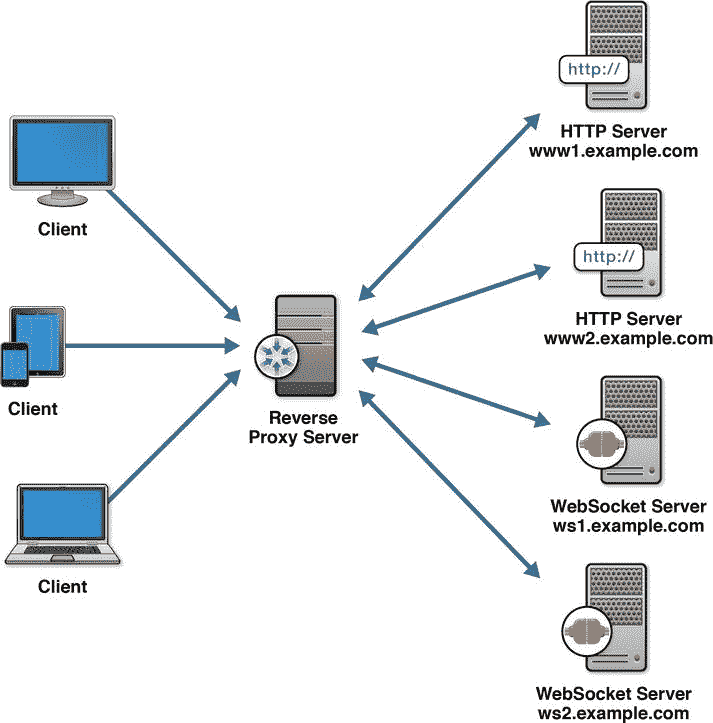 http://
HTTP Server
www1.example.com
Client
http://
HTTP Server
www2.example.com
Client
Reverse
Proxy Server
WebSocket Server
ws1.example.com
Client
WebSocket Server
ws2.example.com